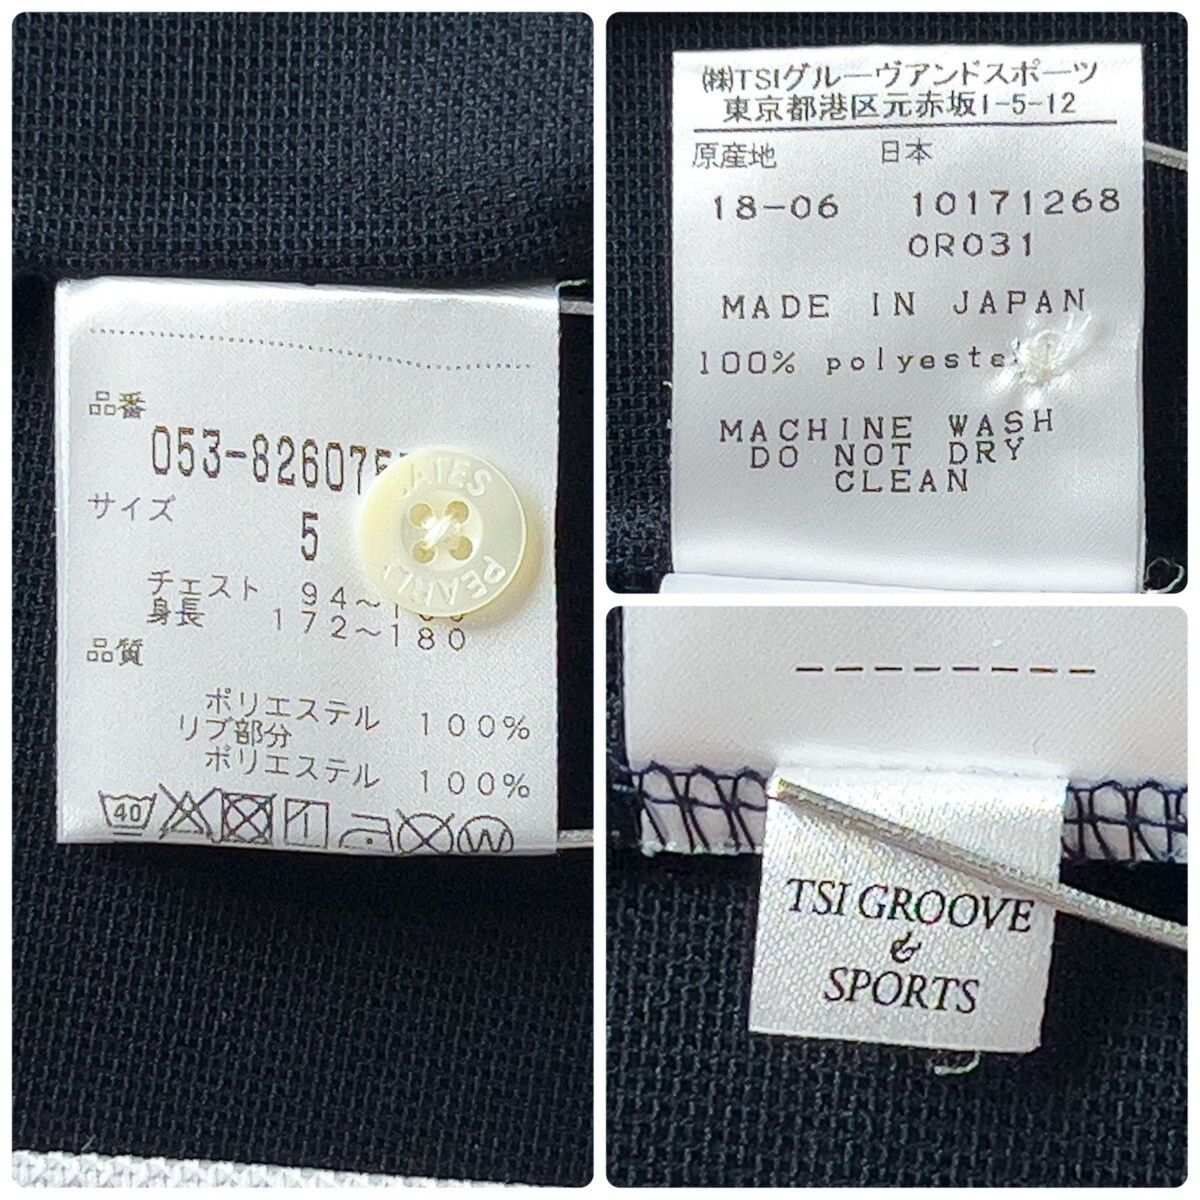 品番
053-82607
サイズ
5
チェスト 94~
身長 172~180
品質
ポリエステル 100%
リブ部分
ポリエステル 100%
40
W
PEARLY
㈱TSIグルーヴアンドスポーツ
東京都港区元赤坂1-5-12
原産地 日本
18-06 10171268
0R031
MADE IN JAPAN
100%
MACHINE WASH
DO NOT DRY
CLEAN
TSI GROOVE
&
SPORTS